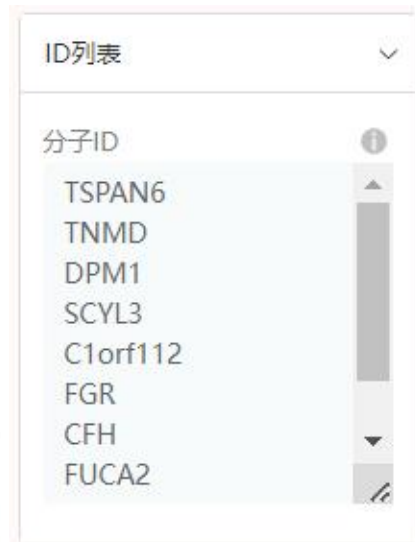 ID列表
分子ID
TSPAN6
TNMD
DPM1
SCYL3
C1orf112
FGR
CFH
FUCA2